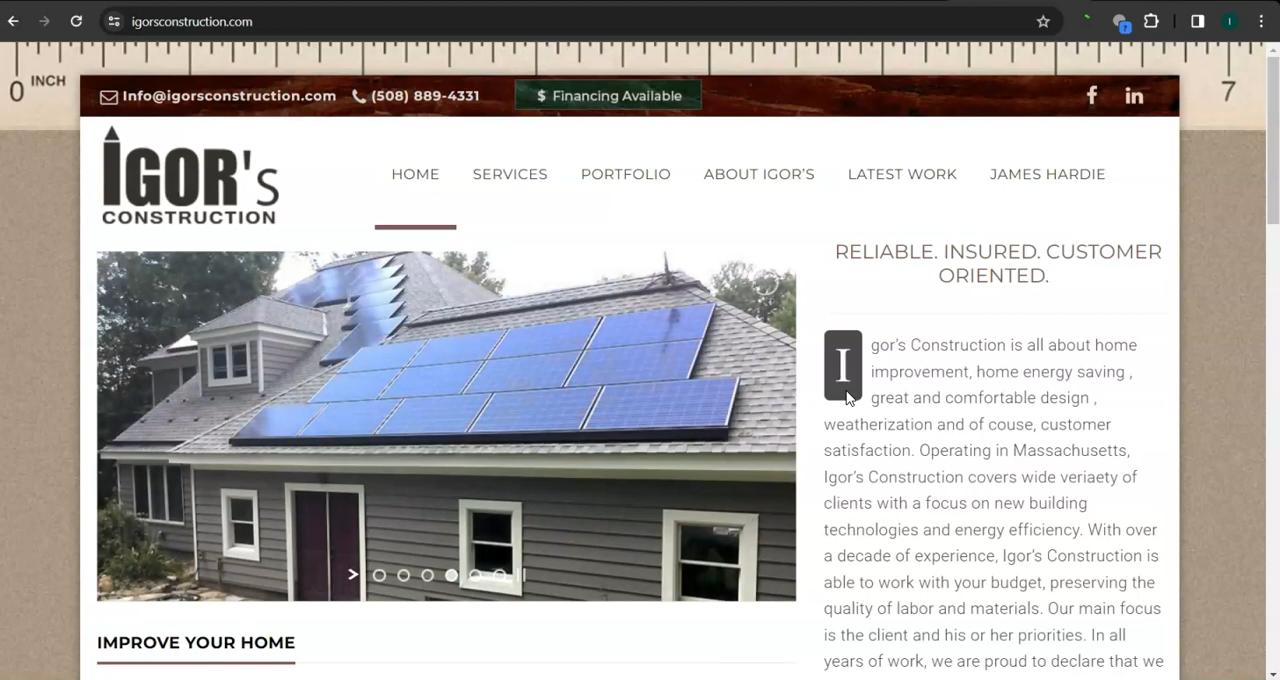 igorsconstruction.com
0 INCH
7
Info@igorsconstruction.com (508) 889-4331 $ Financing Available f in
IGOR's
CONSTRUCTION
HOME SERVICES PORTFOLIO ABOUT IGOR'S LATEST WORK JAMES HARDIE
RELIABLE. INSURED. CUSTOMER
ORIENTED.
Igor's Construction is all about home
improvement, home energy saving ,
great and comfortable design ,
weatherization and of couse, customer
satisfaction. Operating in Massachusetts,
Igor's Construction covers wide veriaety of
clients with a focus on new building
technologies and energy efficiency. With over
a decade of experience, Igor's Construction is
able to work with your budget, preserving the
quality of labor and materials. Our main focus
is the client and his or her priorities. In all
years of work, we are proud to declare that we
IMPROVE YOUR HOME